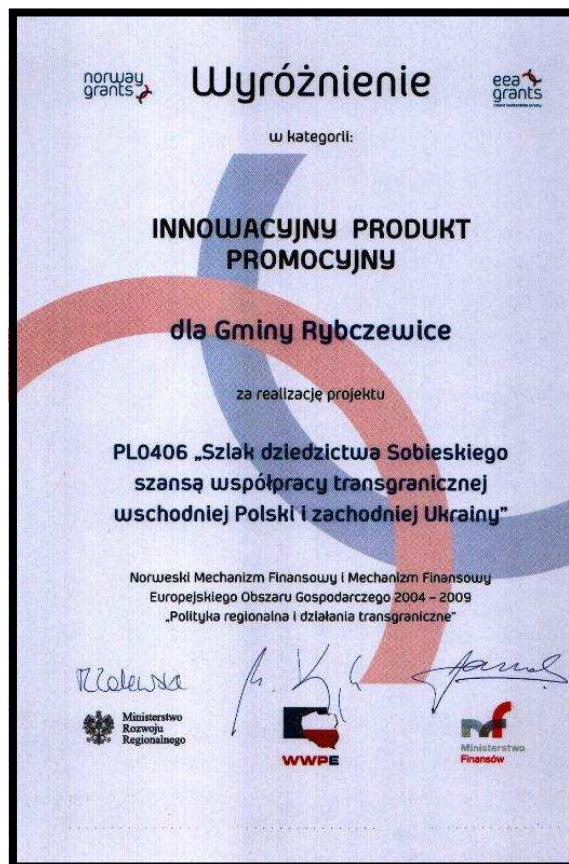 norway
grants
Wyróżnienie
eea
grants
w kategorii:
INNOWACYJNY PRODUKT
PROMOCYJNY
dla Gminy Rybczewice
za realizację projektu
PL0406 „Szlak dziedzictwa Sobieskiego
szansą współpracy transgranicznej
wschodniej Polski i zachodniej Ukrainy”
Norweski Mechanizm Finansowy i Mechanizm Finansowy
Europejskiego Obszaru Gospodarczego 2004 – 2009
„Polityka regionalna i działania transgraniczne”
Ministerstwo
Rozwoju
Regionalnego
WWPE
Ministerstwo
Finansów